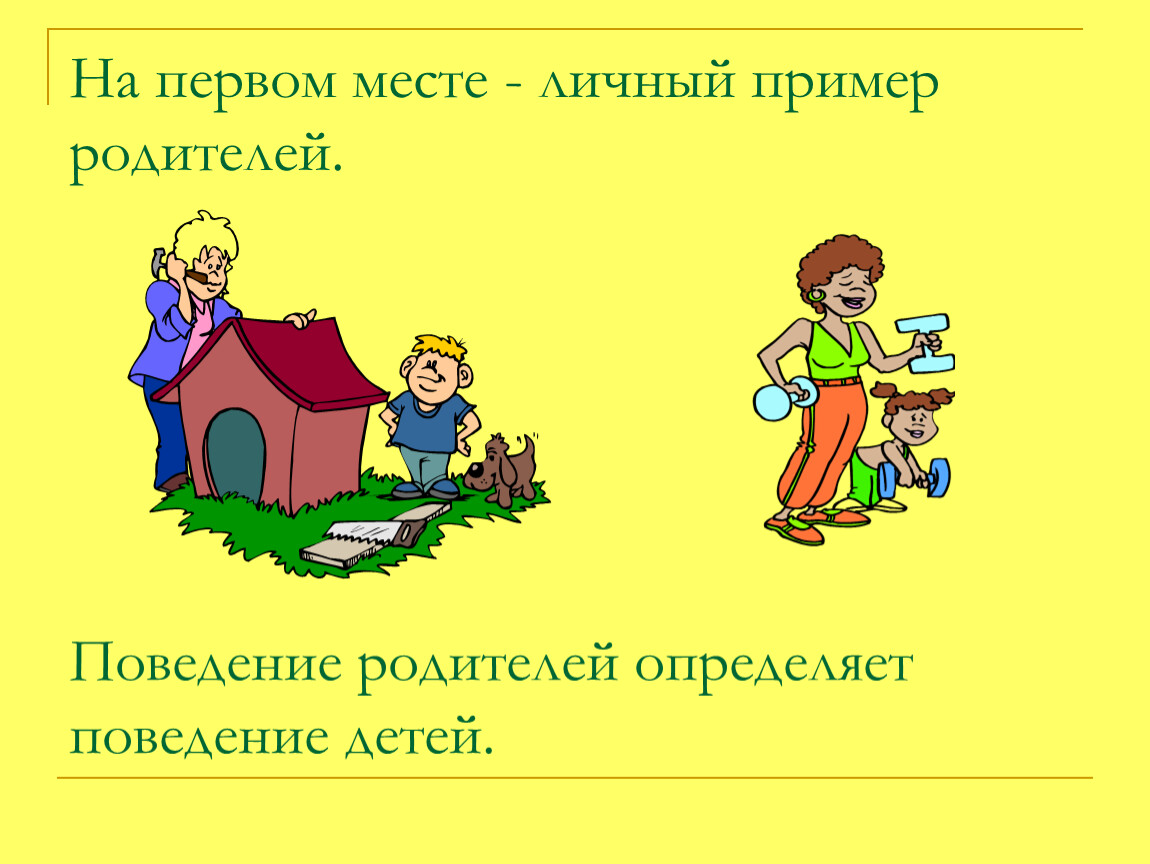 На первом месте - личный пример
родителей.
Поведение родителей определяет
поведение детей.